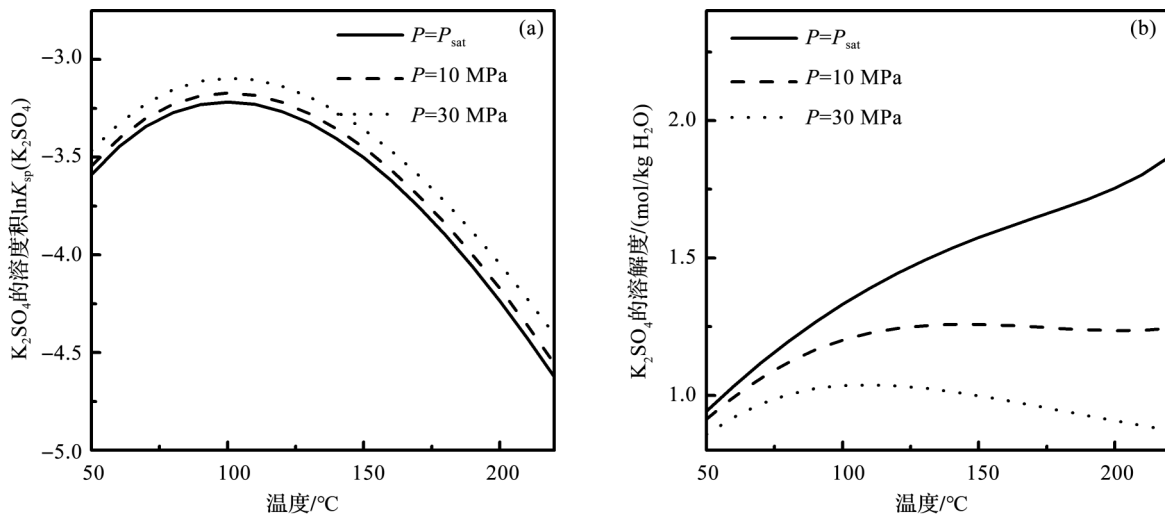 (a)
P=Psat
P=10 MPa
P=30 MPa
−3.0
−3.5
−4.0
−4.5
−5.0
K2SO4的溶度积lnKsp(K2SO4)
50
100
150
200
温度/℃
(b)
P=Psat
P=10 MPa
P=30 MPa
2.0
1.5
1.0
K2SO4的溶解度/(mol/kg H2O)
50
100
150
200
温度/℃